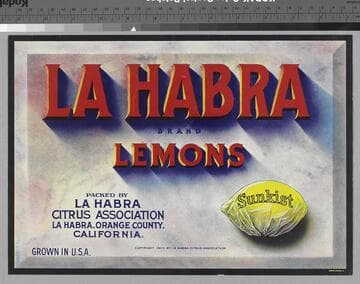 LA HABRA
BRAND
LEMONS
Sunkist
PACKED BY
LA HABRA
CITRUS ASSOCIATION
LA HABRA, ORANGE COUNTY,
CALIFORNIA.
GROWN IN U.S.A.